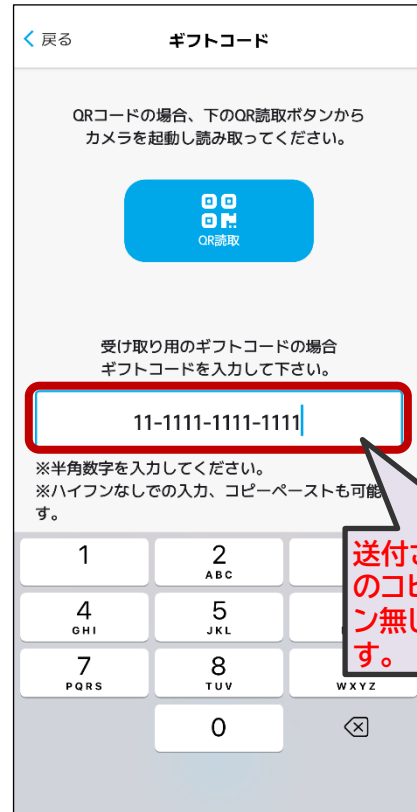 戻る
ギフトコード
QRコードの場合、下のQR読取ボタンから
カメラを起動し読み取ってください。
QR読取
受け取り用のギフトコードの場合
ギフトコードを入力して下さい。
11-1111-1111-1111
※半角数字を入力してください。
※ハイフンなしでの入力、コピーペーストも可能
す。
送付
のコ
ン無し
す。
1
2
ABC
4
GHI
5
JKL
7
PQRS
8
TUV
WXYZ
0